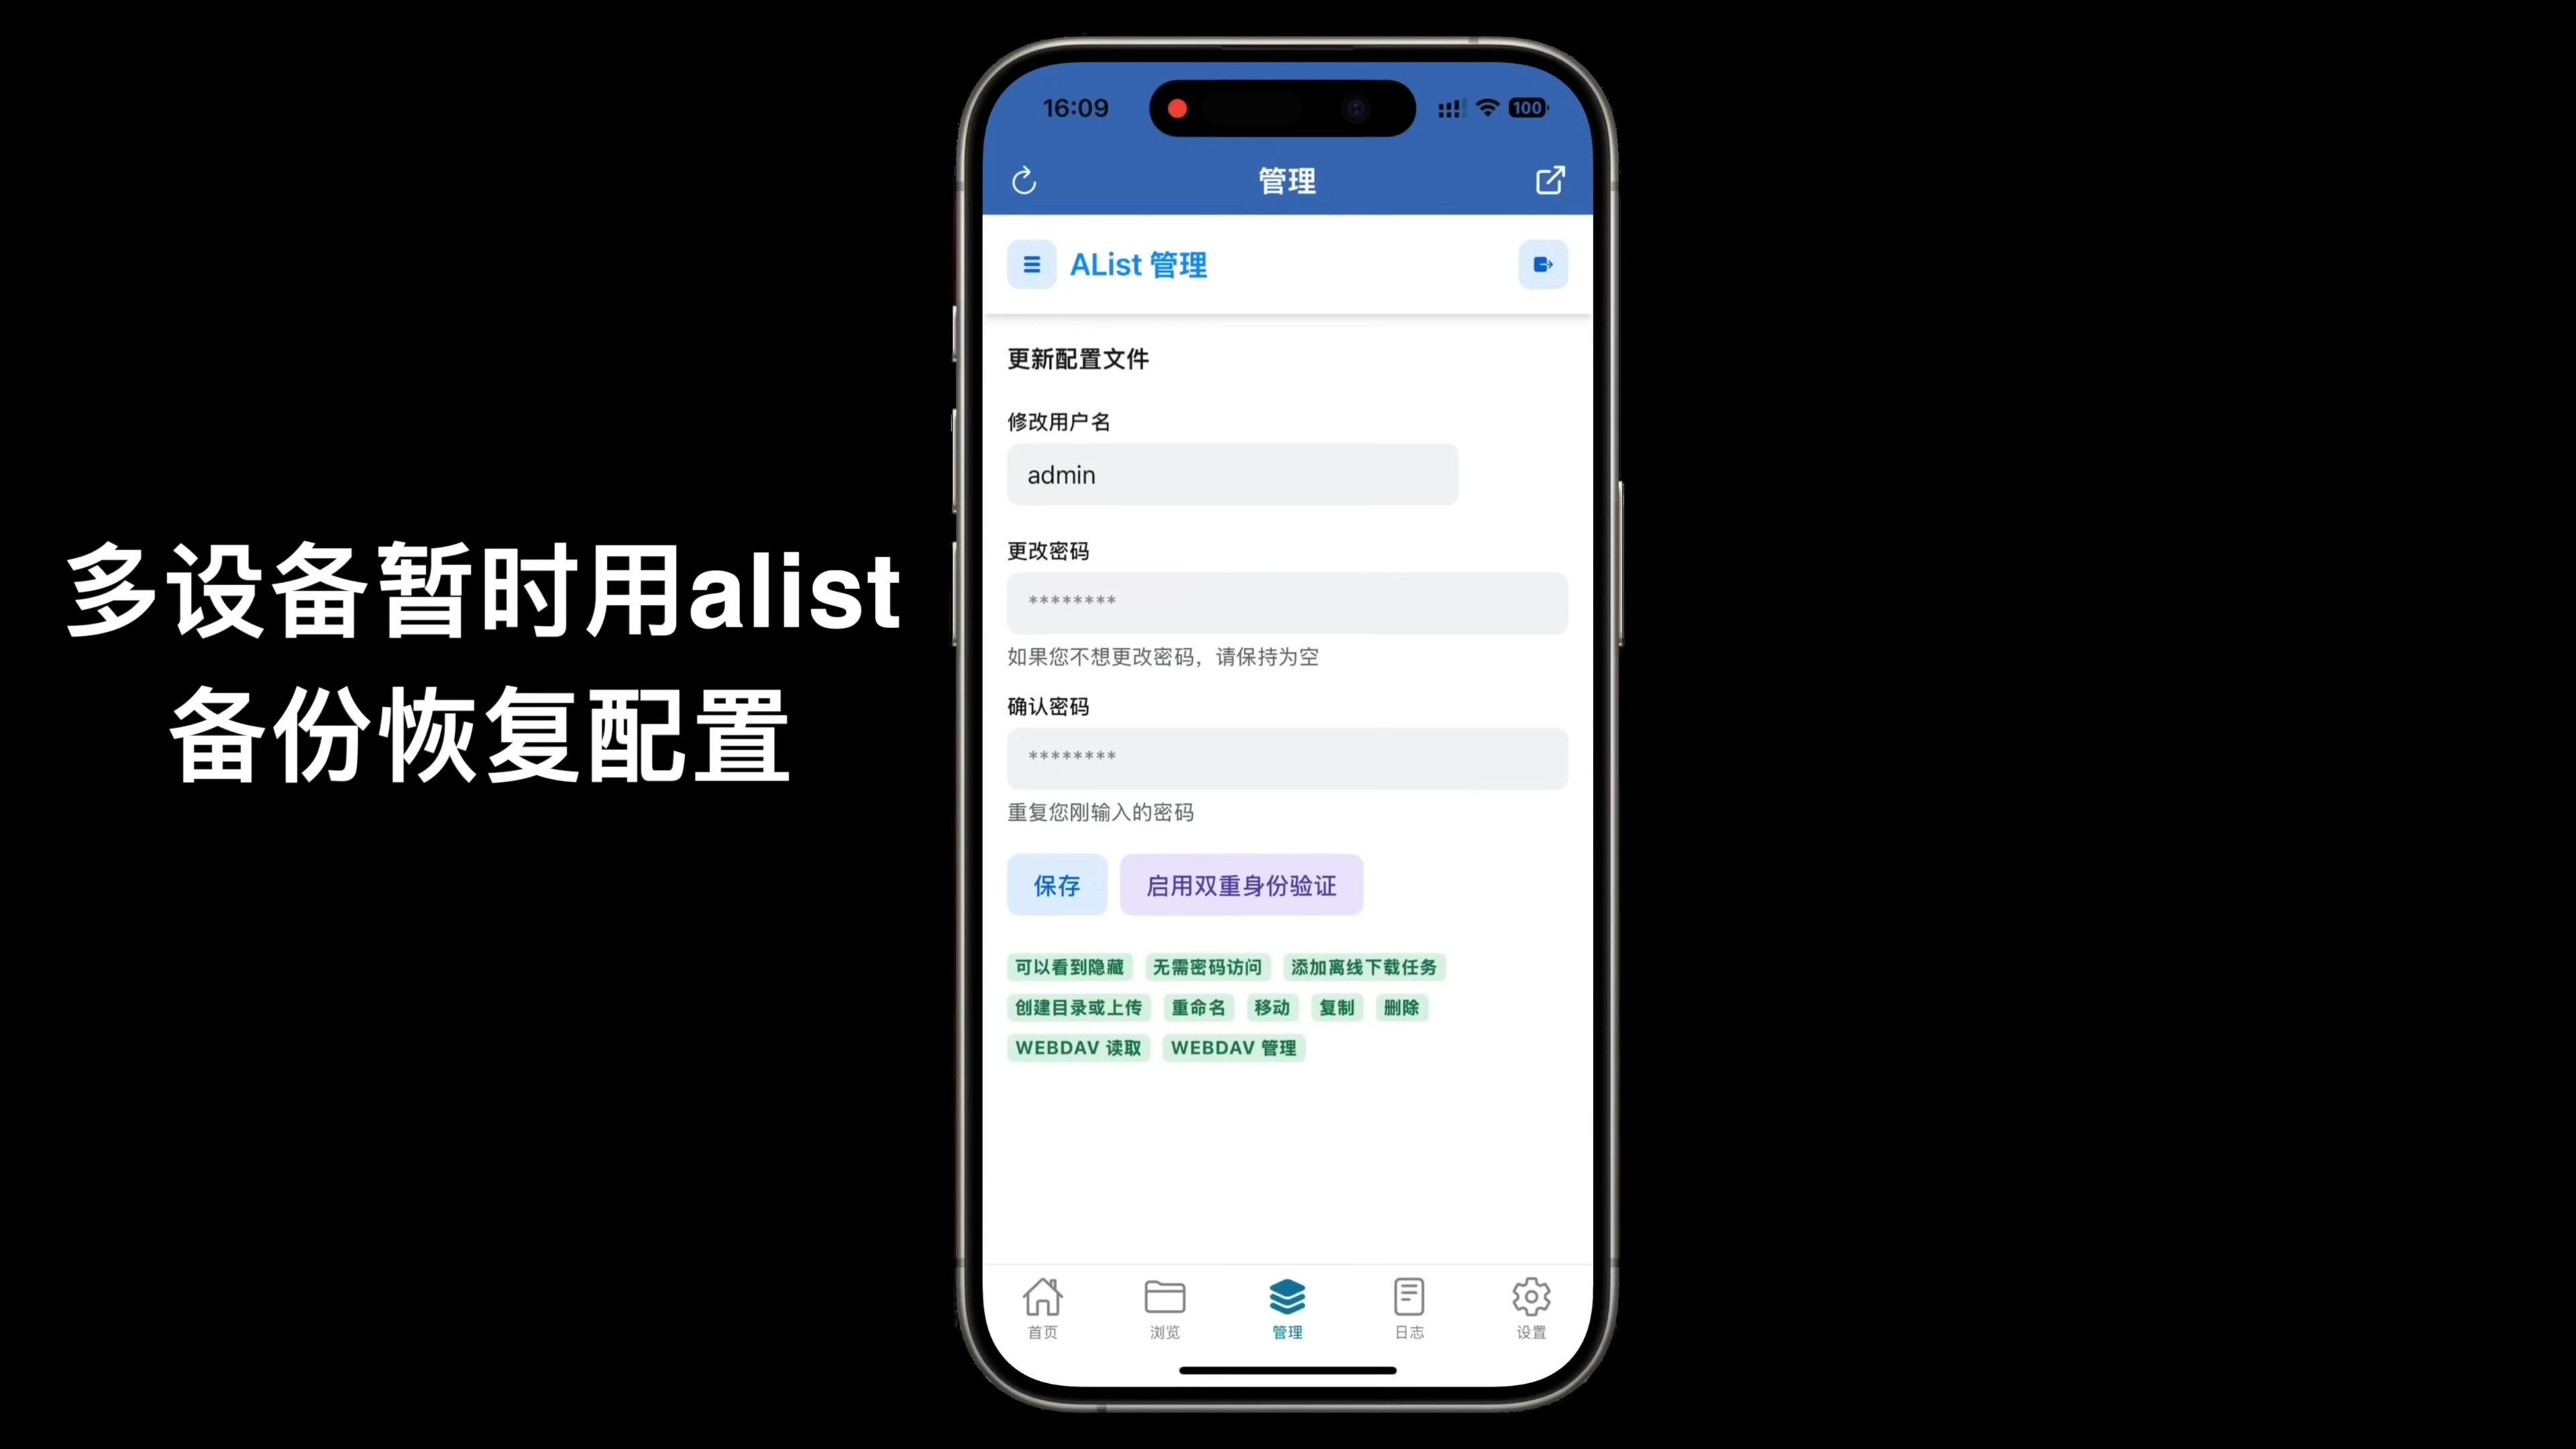 多设备暂时用alist
备份恢复配置
16:09
100
管理
AList 管理
更新配置文件
修改用户名
admin
更改密码
********
如果您不想更改密码，请保持为空
确认密码
********
重复您刚输入的密码
保存 启用双重身份验证
可以看到隐藏 无需密码访问 添加离线下载任务
创建目录或上传 重命名 移动 复制 删除
WEBDAV 读取 WEBDAV 管理
首页 浏览 管理 日志 设置